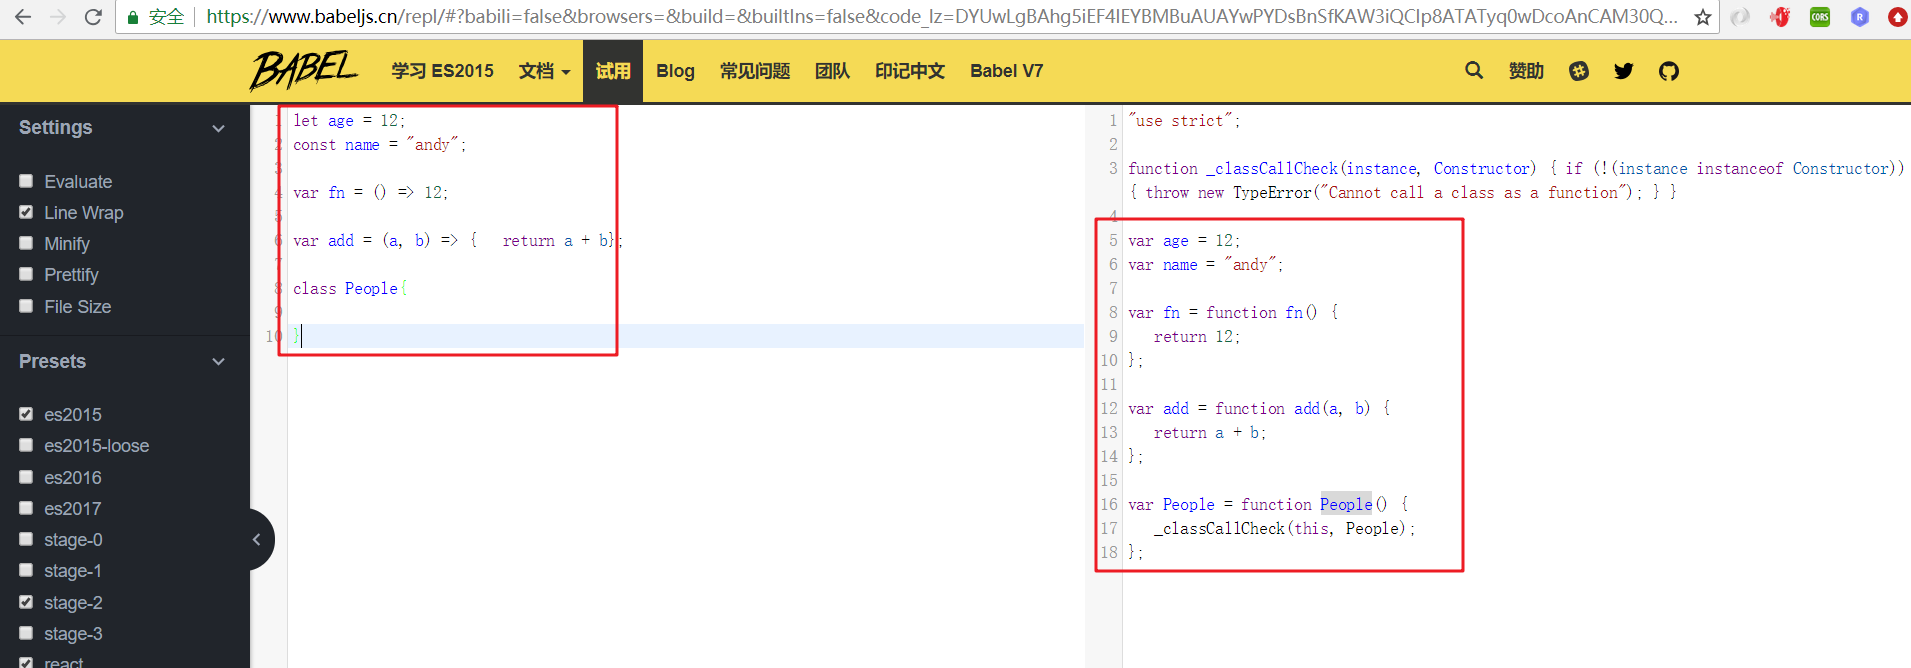 安全 https://www.babeljs.cn/repl/#?babili=false&browsers=&build=&builtIns=false&code_lz=DYUwLgBAhg5iEF4IEYBMBuAUAYwPYDsBnSfKAW3iQCIp8ATATyq0wDcoAnCAM30Q...
CORS
R
BABEL 学习 ES2015 文档 试用 Blog 常见问题 团队 印记中文 Babel V7 赞助
Settings
Evaluate
Line Wrap
Minify
Prettify
File Size
Presets
es2015
es2015-loose
es2016
es2017
stage-0
stage-1
stage-2
stage-3
react
1 let age = 12;
2 const name = "andy";
3
4 var fn = () => 12;
5
6 var add = (a, b) => {   return a + b};
7
8 class People{
9
10 }
1 "use strict";
2
3 function _classCallCheck(instance, Constructor) { if (!(instance instanceof Constructor))
{ throw new TypeError("Cannot call a class as a function"); } }
4
5 var age = 12;
6 var name = "andy";
7
8 var fn = function fn() {
9 return 12;
10 };
11
12 var add = function add(a, b) {
13 return a + b;
14 };
15
16 var People = function People() {
17 _classCallCheck(this, People);
18 };